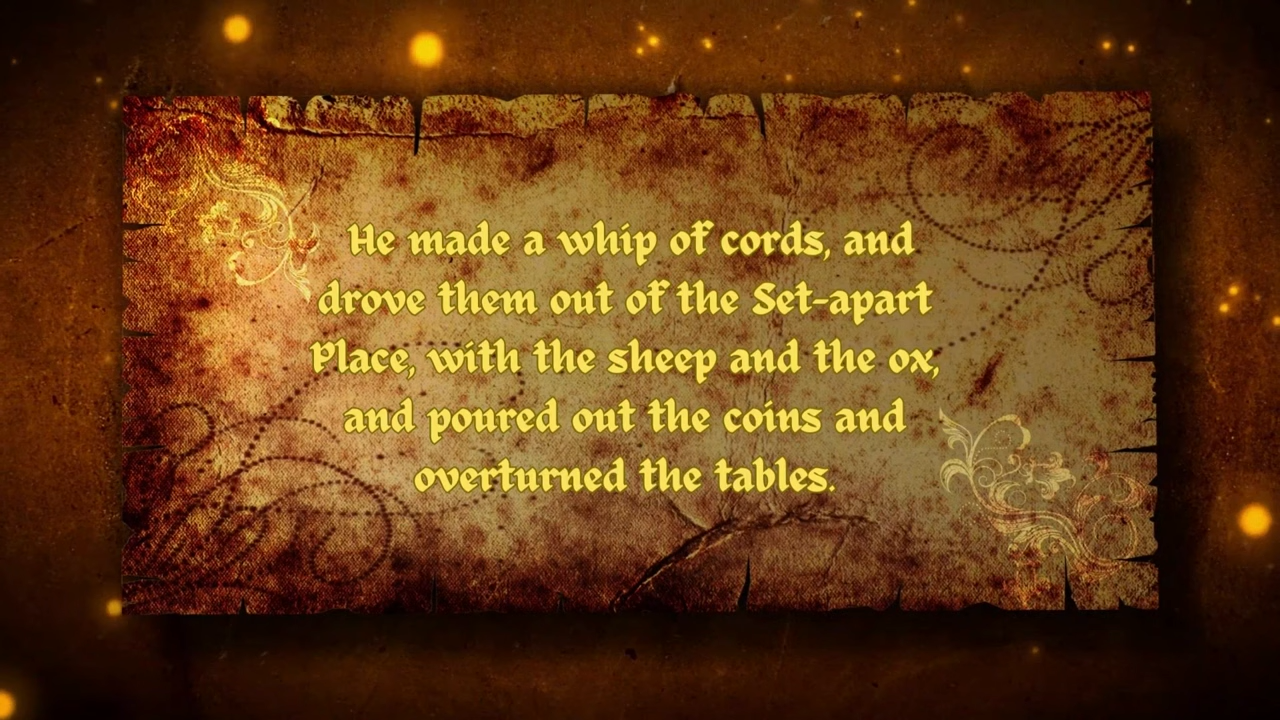 He made a whip of cords, and
drove them out of the Set-apart
Place, with the sheep and the ox,
and poured out the coins and
overturned the tables.